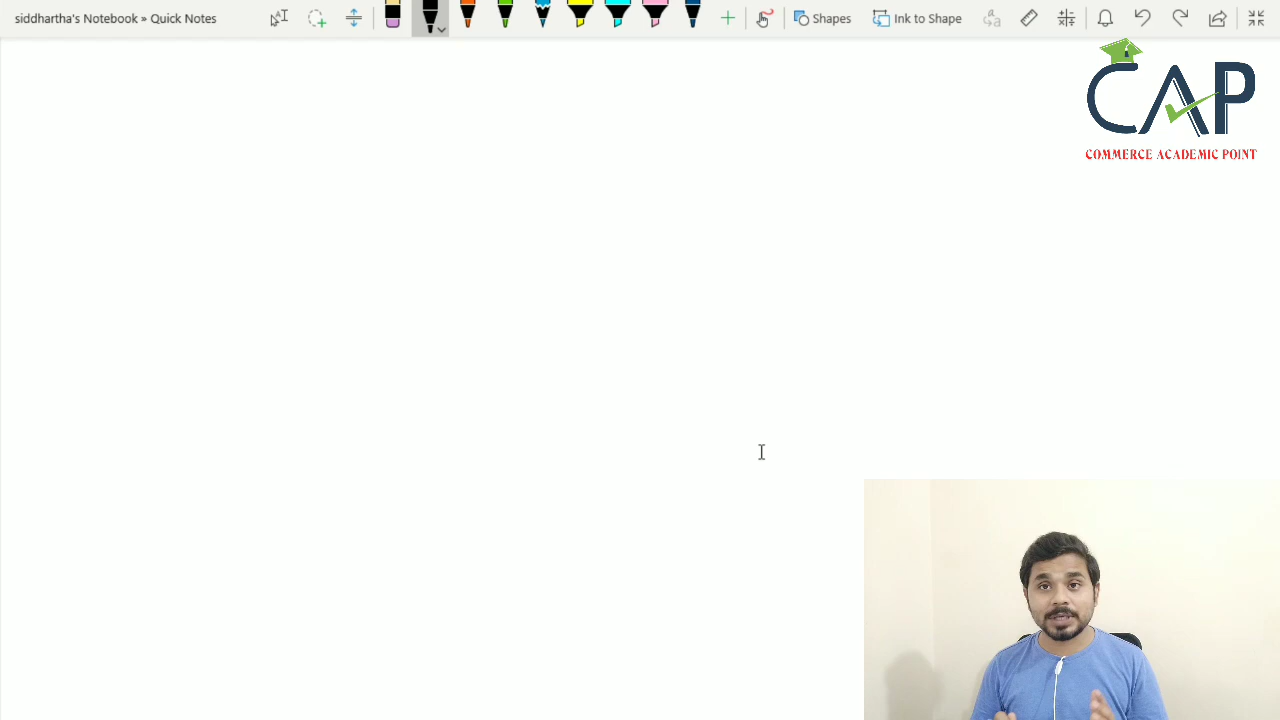 siddhartha's Notebook » Quick Notes
Shapes
Ink to Shape
CAP
COMMERCE ACADEMIC POINT